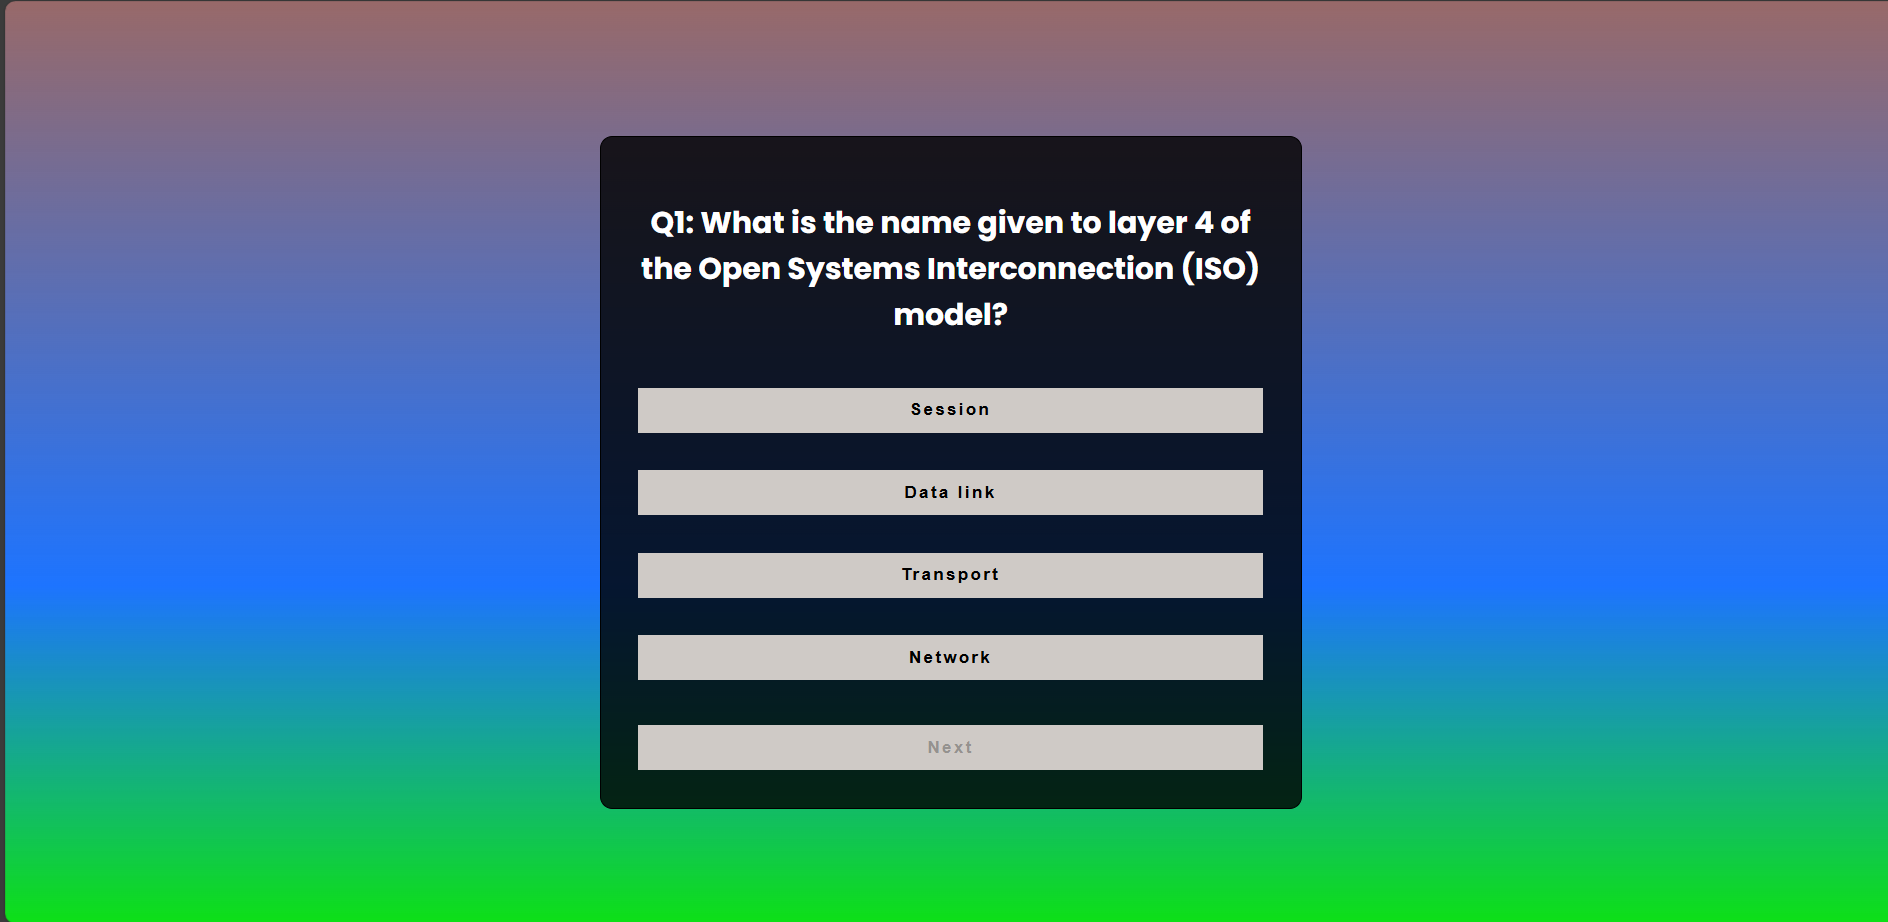 Q1: What is the name given to layer 4 of
the Open Systems Interconnection (ISO)
model?
Session
Data link
Transport
Network
Next